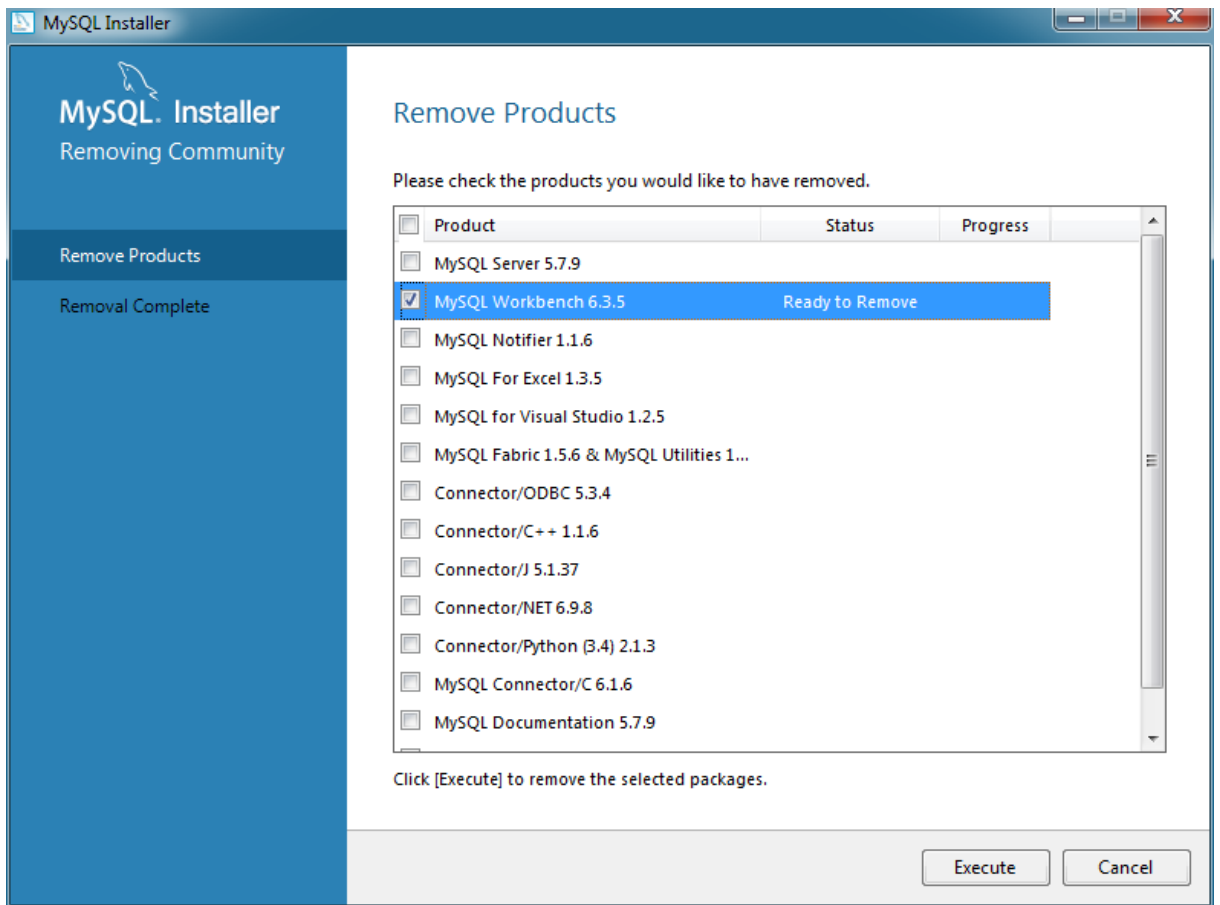 MySQL Installer
MySQL. Installer
Removing Community
Remove Products
Removal Complete
Remove Products
Please check the products you would like to have removed.
Product Status Progress
MySQL Server 5.7.9
MySQL Workbench 6.3.5 Ready to Remove
MySQL Notifier 1.1.6
MySQL For Excel 1.3.5
MySQL for Visual Studio 1.2.5
MySQL Fabric 1.5.6 & MySQL Utilities 1...
Connector/ODBC 5.3.4
Connector/C++ 1.1.6
Connector/J 5.1.37
Connector/NET 6.9.8
Connector/Python (3.4) 2.1.3
MySQL Connector/C 6.1.6
MySQL Documentation 5.7.9
Click [Execute] to remove the selected packages.
Execute Cancel